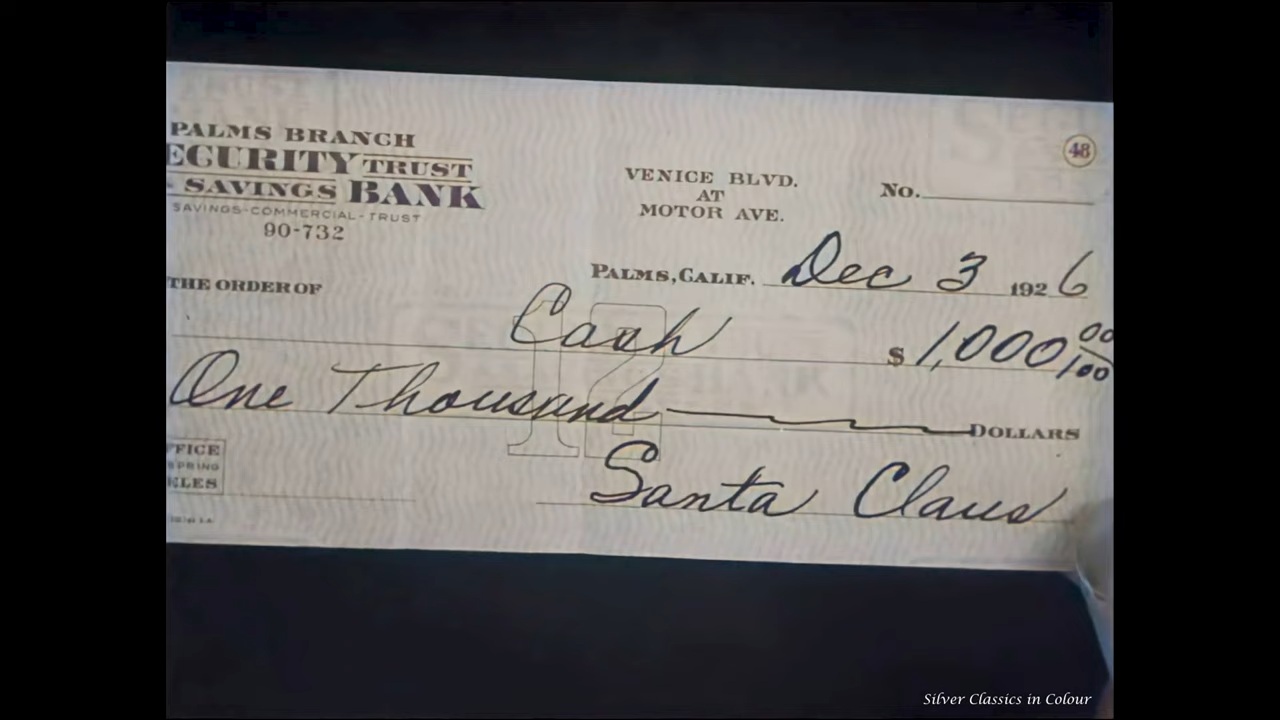 PALMS BRANCH
ECURITY TRUST
SAVINGS BANK
SAVINGS-COMMERCIAL-TRUST
90-732
VENICE BLVD.
AT
MOTOR AVE.
No.
48
PALMS, CALIF. Dec 3 1926
THE ORDER OF Cash $ 1,000 00/100
One Thousand DOLLARS
12
FFICE
SPRING
ELES
Santa Claus
Silver Classics in Colour